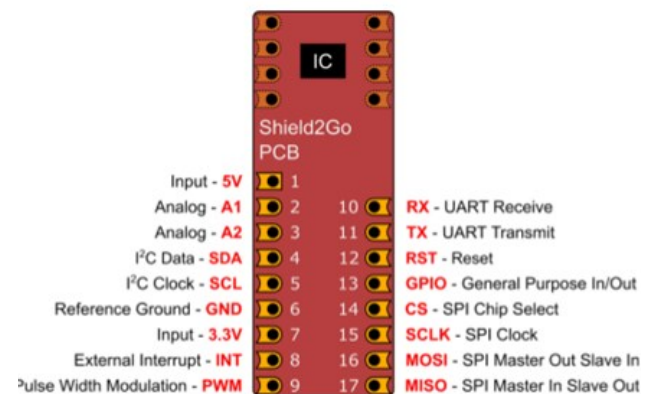 IC
Shield2Go
PCB
Input - 5V 1
Analog - A1 2 10 RX - UART Receive
Analog - A2 3 11 TX - UART Transmit
I²C Data - SDA 4 12 RST - Reset
I²C Clock - SCL 5 13 GPIO - General Purpose In/Out
Reference Ground - GND 6 14 CS - SPI Chip Select
Input - 3.3V 7 15 SCLK - SPI Clock
External Interrupt - INT 8 16 MOSI - SPI Master Out Slave In
Pulse Width Modulation - PWM 9 17 MISO - SPI Master In Slave Out